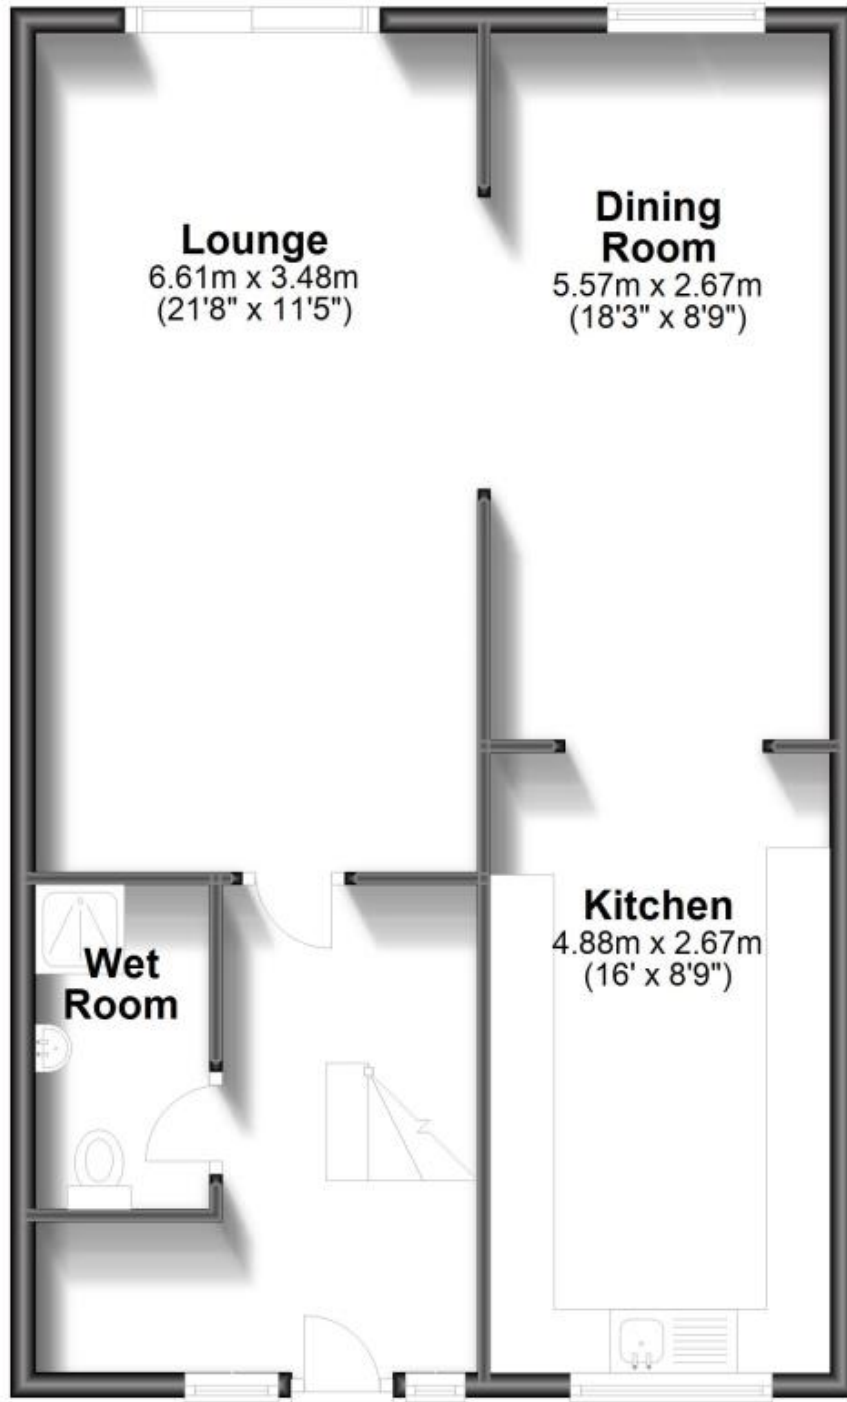 Lounge
6.61m x 3.48m
(21'8" x 11'5")
Dining
Room
5.57m x 2.67m
(18'3" x 8'9")
Kitchen
4.88m x 2.67m
(16' x 8'9")
Wet
Room